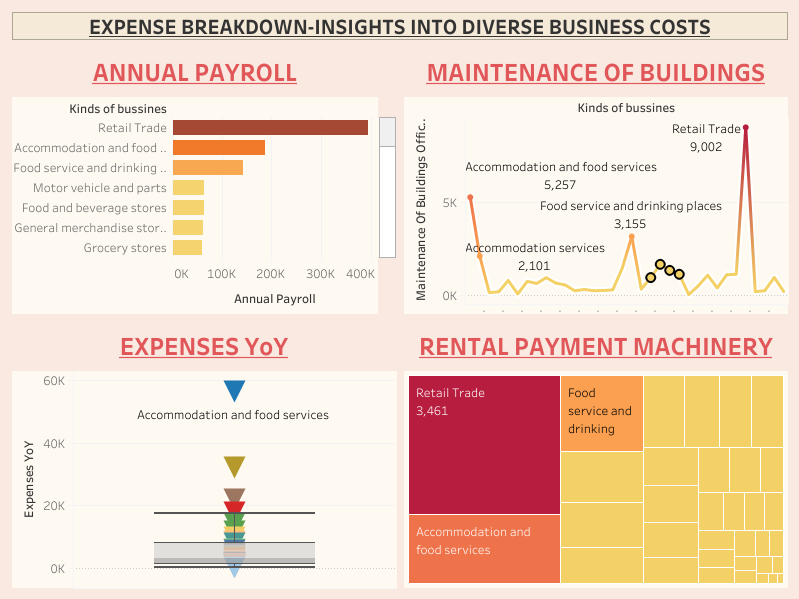 EXPENSE BREAKDOWN-INSIGHTS INTO DIVERSE BUSINESS COSTS
ANNUAL PAYROLL
Kinds of bussines
Retail Trade
Accommodation and food ..
Food service and drinking ..
Motor vehicle and parts
Food and beverage stores
General merchandise stor..
Grocery stores
0K 100K 200K 300K 400K
Annual Payroll
MAINTENANCE OF BUILDINGS
Kinds of bussines
Maintenance Of Buildings Offic..
Retail Trade
9,002
Accommodation and food services
5,257
5K
Food service and drinking places
3,155
Accommodation services
2,101
0K
EXPENSES YoY
Expenses YoY
60K
Accommodation and food services
40K
20K
0K
RENTAL PAYMENT MACHINERY
Retail Trade
3,461
Food
service and
drinking
Accommodation and
food services